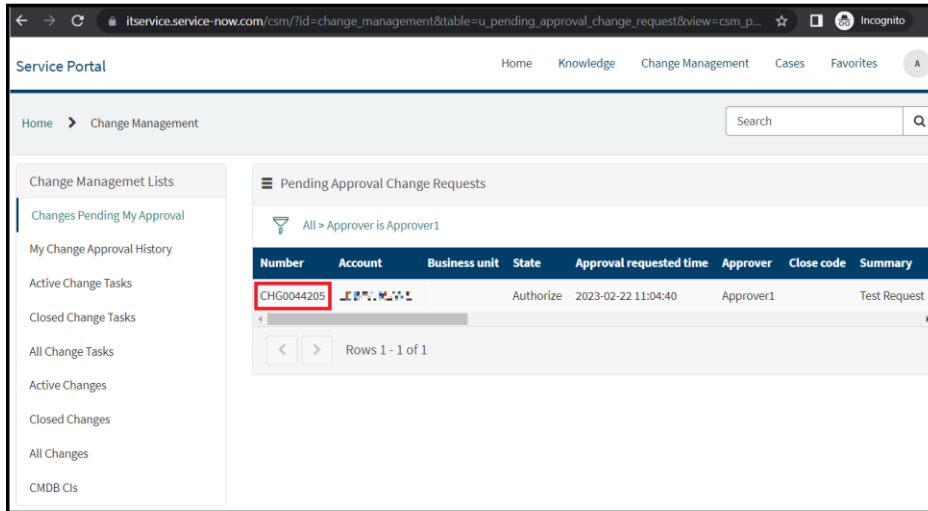 itservice.service-now.com/csm/?id=change_management&table=u_pending_approval_change_request&view=csm_p...
Incognito
Service Portal
Home Knowledge Change Management Cases Favorites A
Home > Change Management
Search
Change Managemet Lists
Changes Pending My Approval
My Change Approval History
Active Change Tasks
Closed Change Tasks
All Change Tasks
Active Changes
Closed Changes
All Changes
CMDB CIs
Pending Approval Change Requests
All > Approver is Approver1
Number Account Business unit State Approval requested time Approver Close code Summary
CHG0044205 Authorize 2023-02-22 11:04:40 Approver1 Test Request
< > Rows 1 - 1 of 1